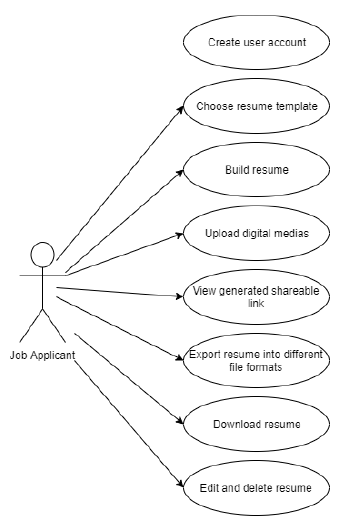 Create user account
Choose resume template
Build resume
Upload digital medias
View generated shareable
link
Job Applicant
Export resume into different
file formats
Download resume
Edit and delete resume